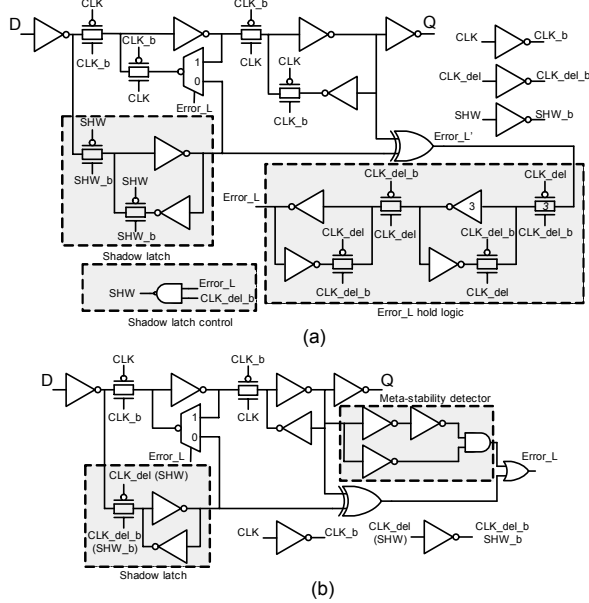 D
CLK
CLK_b
CLK_b
CLK
1
0
Error_L
CLK_b
CLK
CLK
CLK_b
Q
CLK
CLK_b
CLK_del
CLK_del_b
SHW
SHW_b
SHW
SHW_b
SHW
SHW_b
Shadow latch
Error_L'
Error_L
CLK_del_b
CLK_del
CLK_del
CLK_del_b
3
3
CLK_del
CLK_del_b
CLK_del_b
CLK_del
Error_L hold logic
SHW
Error_L
CLK_del_b
Shadow latch control
(a)
D
CLK
CLK_b
1
0
Error_L
CLK_b
CLK
Q
Meta-stability detector
Error_L
CLK_del (SHW)
CLK_del_b
(SHW_b)
Shadow latch
CLK
CLK_b
CLK_del
(SHW)
CLK_del_b
SHW_b
(b)